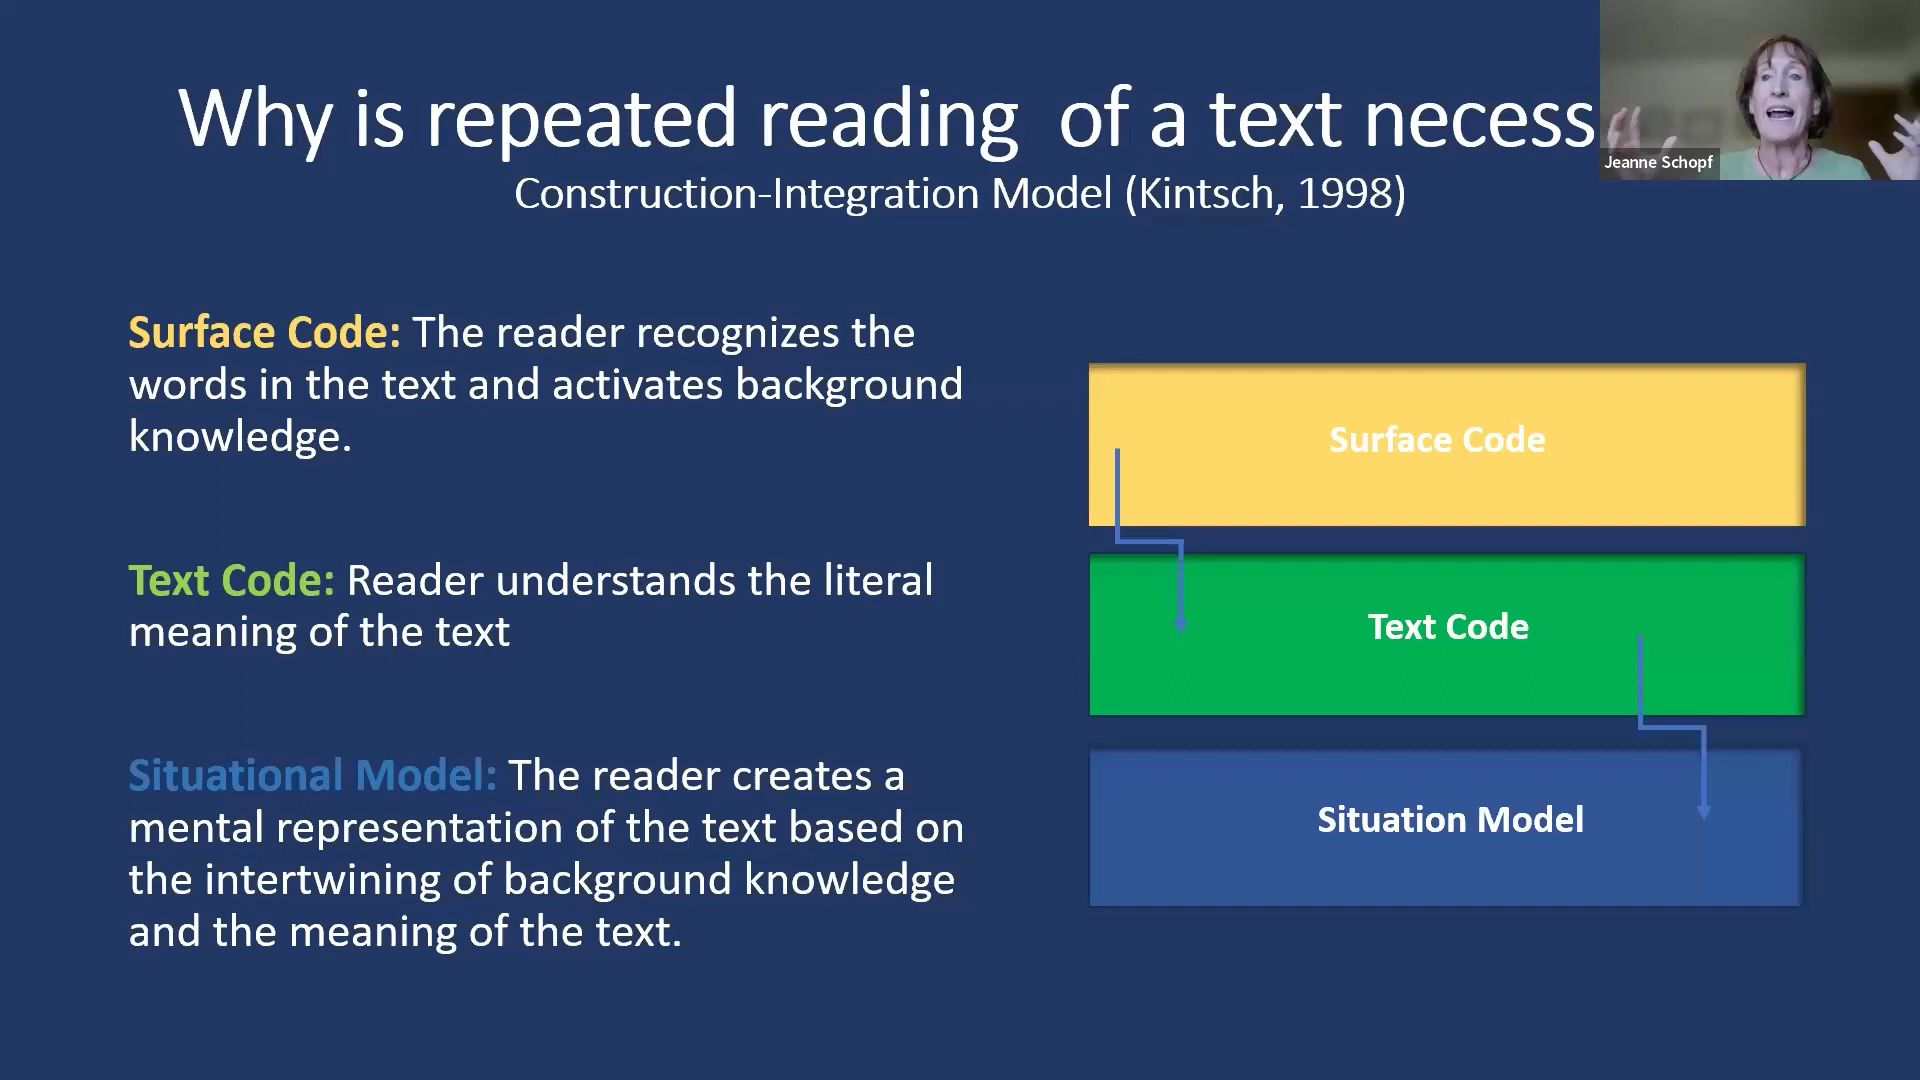 Why is repeated reading of a text necess
Jeanne Schopf
Construction-Integration Model (Kintsch, 1998)
Surface Code: The reader recognizes the
words in the text and activates background
knowledge.
Text Code: Reader understands the literal
meaning of the text
Situational Model: The reader creates a
mental representation of the text based on
the intertwining of background knowledge
and the meaning of the text.
Surface Code
Text Code
Situation Model